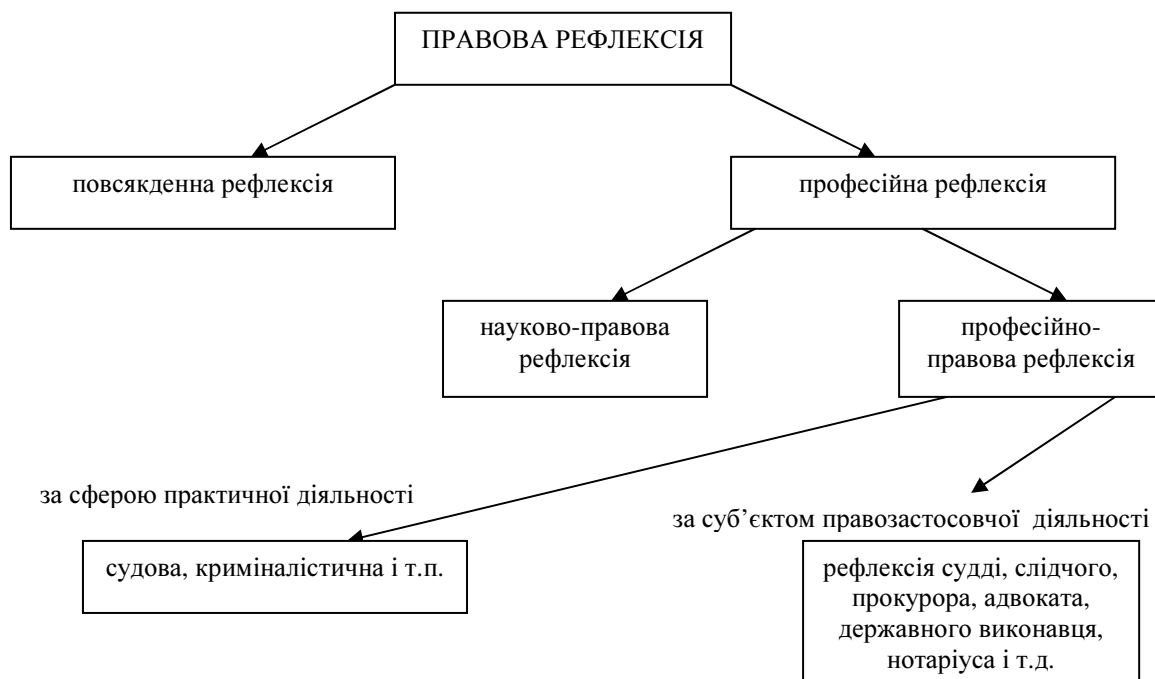 ПРАВОВА РЕФЛЕКСІЯ
повсякденна рефлексія
професійна рефлексія
науково-правова
рефлексія
професійно-
правова рефлексія
за сферою практичної діяльності
за суб’єктом правозастосовчої діяльності
судова, криміналістична і т.п.
рефлексія судді, слідчого,
прокурора, адвоката,
державного виконавця,
нотаріуса і т.д.